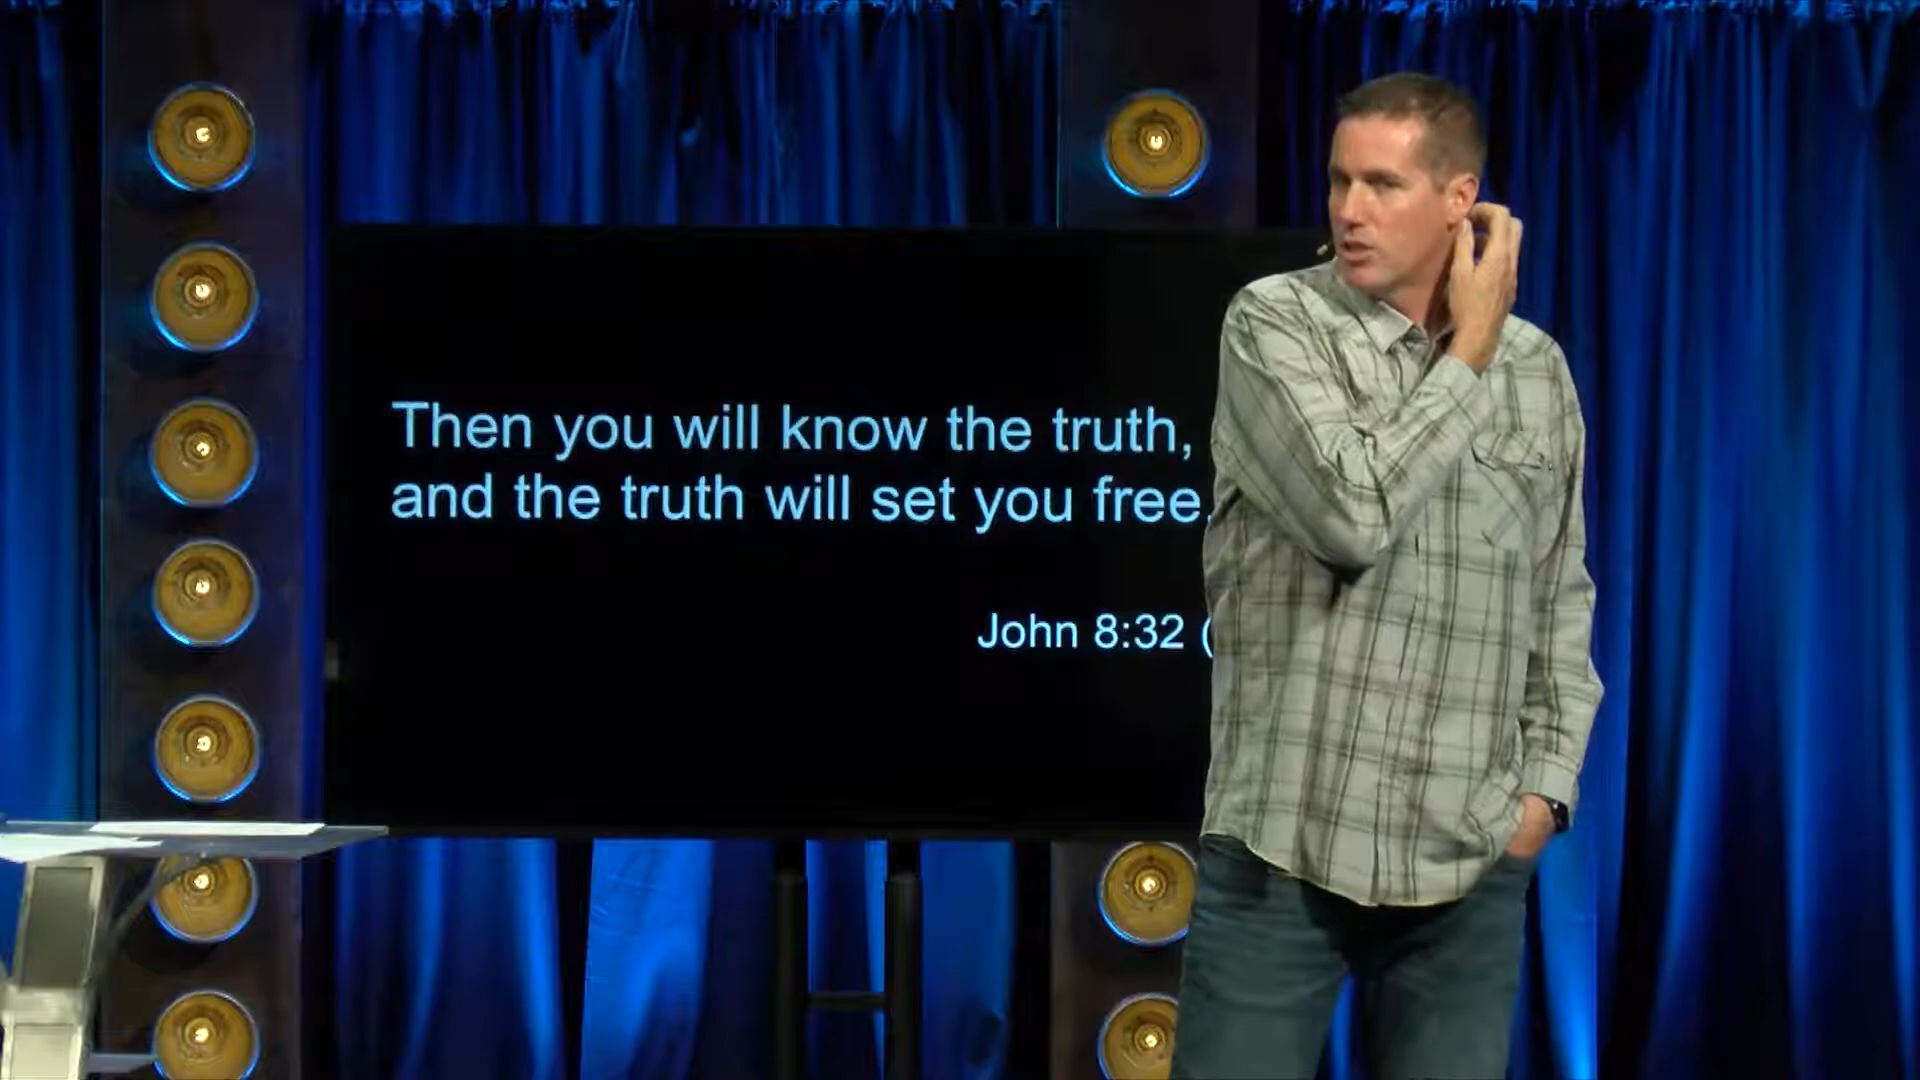 Then you will know the truth,
and the truth will set you free.
John 8:32 (